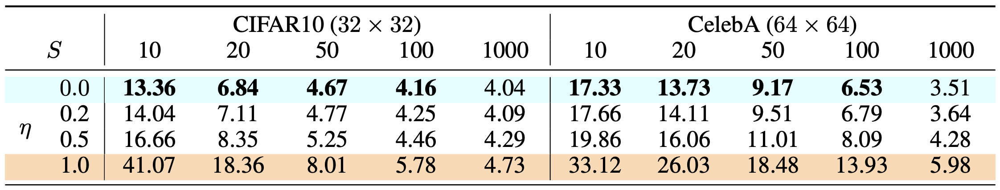 CIFAR10 (32 × 32) CelebA (64 × 64)
S 10 20 50 100 1000 10 20 50 100 1000
0.0 13.36 6.84 4.67 4.16 4.04 17.33 13.73 9.17 6.53 3.51
0.2 14.04 7.11 4.77 4.25 4.09 17.66 14.11 9.51 6.79 3.64
η
0.5 16.66 8.35 5.25 4.46 4.29 19.86 16.06 11.01 8.09 4.28
1.0 41.07 18.36 8.01 5.78 4.73 33.12 26.03 18.48 13.93 5.98